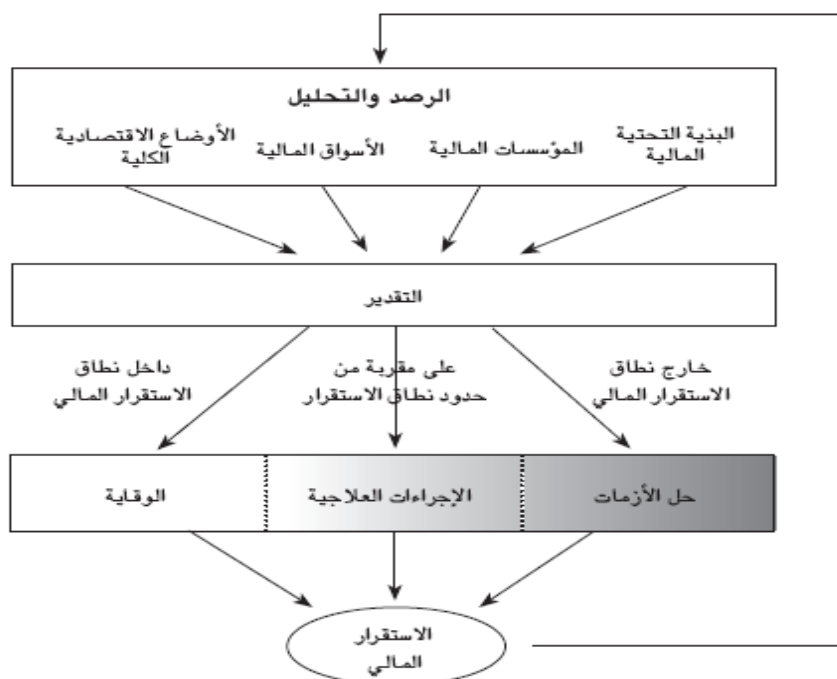 الرصد والتحليل
البنية التحتية
المالية
المؤسسات المالية
الأسواق المالية
الأوضاع الاقتصادية
الكلية
التقدير
خارج نطاق
الاستقرار المالي
على مقربة من
حدود نطاق الاستقرار
داخل نطاق
الاستقرار المالي
حل الأزمات
الإجراءات العلاجية
الوقاية
الاستقرار
المالي